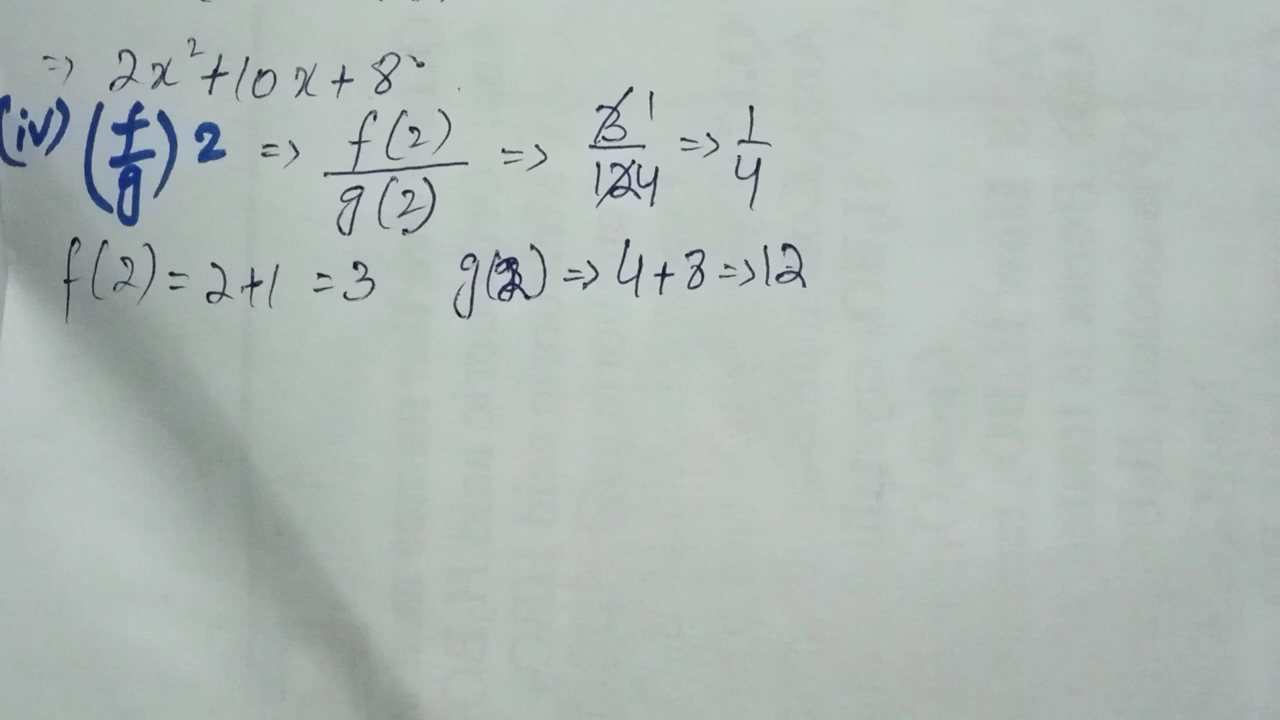 => 2x²+10x+8
(iv) (f/g) 2 => f(2)/g(2) => 3 1/12 4 => 1/4
f(2) = 2+1 = 3 g(2) => 4+8 => 12